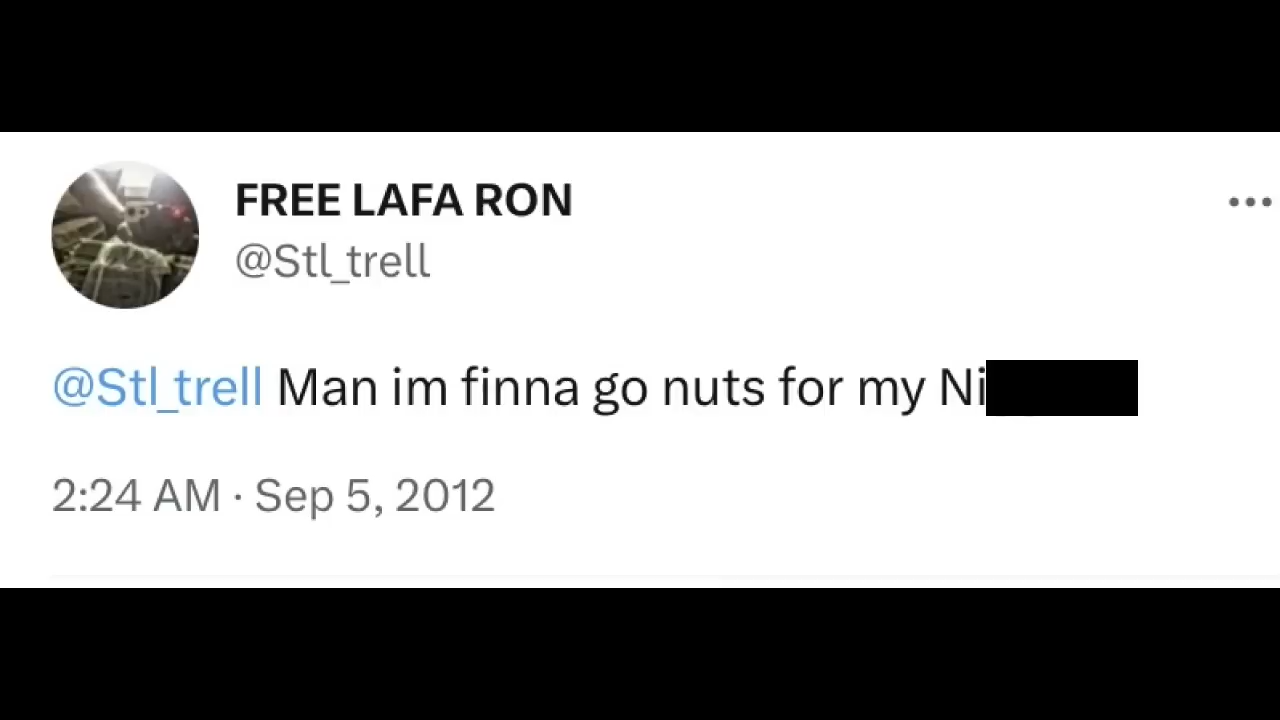 FREE LAFA RON
@Stl_trell
@Stl_trell Man im finna go nuts for my Ni
2:24 AM · Sep 5, 2012